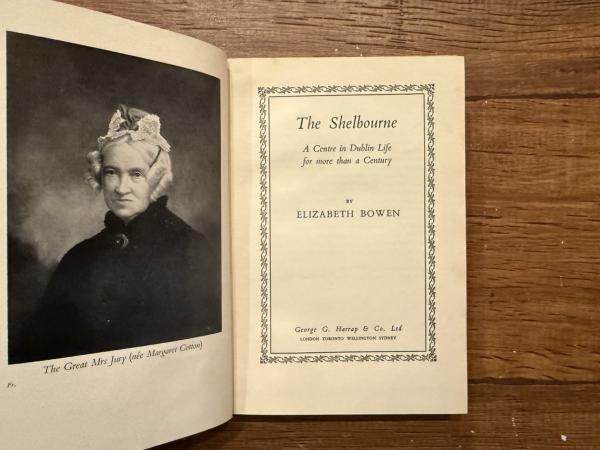 The Great Mrs Jury (née Margaret Cotton)
Fr.
The Shelbourne
A Centre in Dublin Life
for more than a Century
BY
ELIZABETH BOWEN
George G. Harrap & Co. Ltd
LONDON TORONTO WELLINGTON SYDNEY